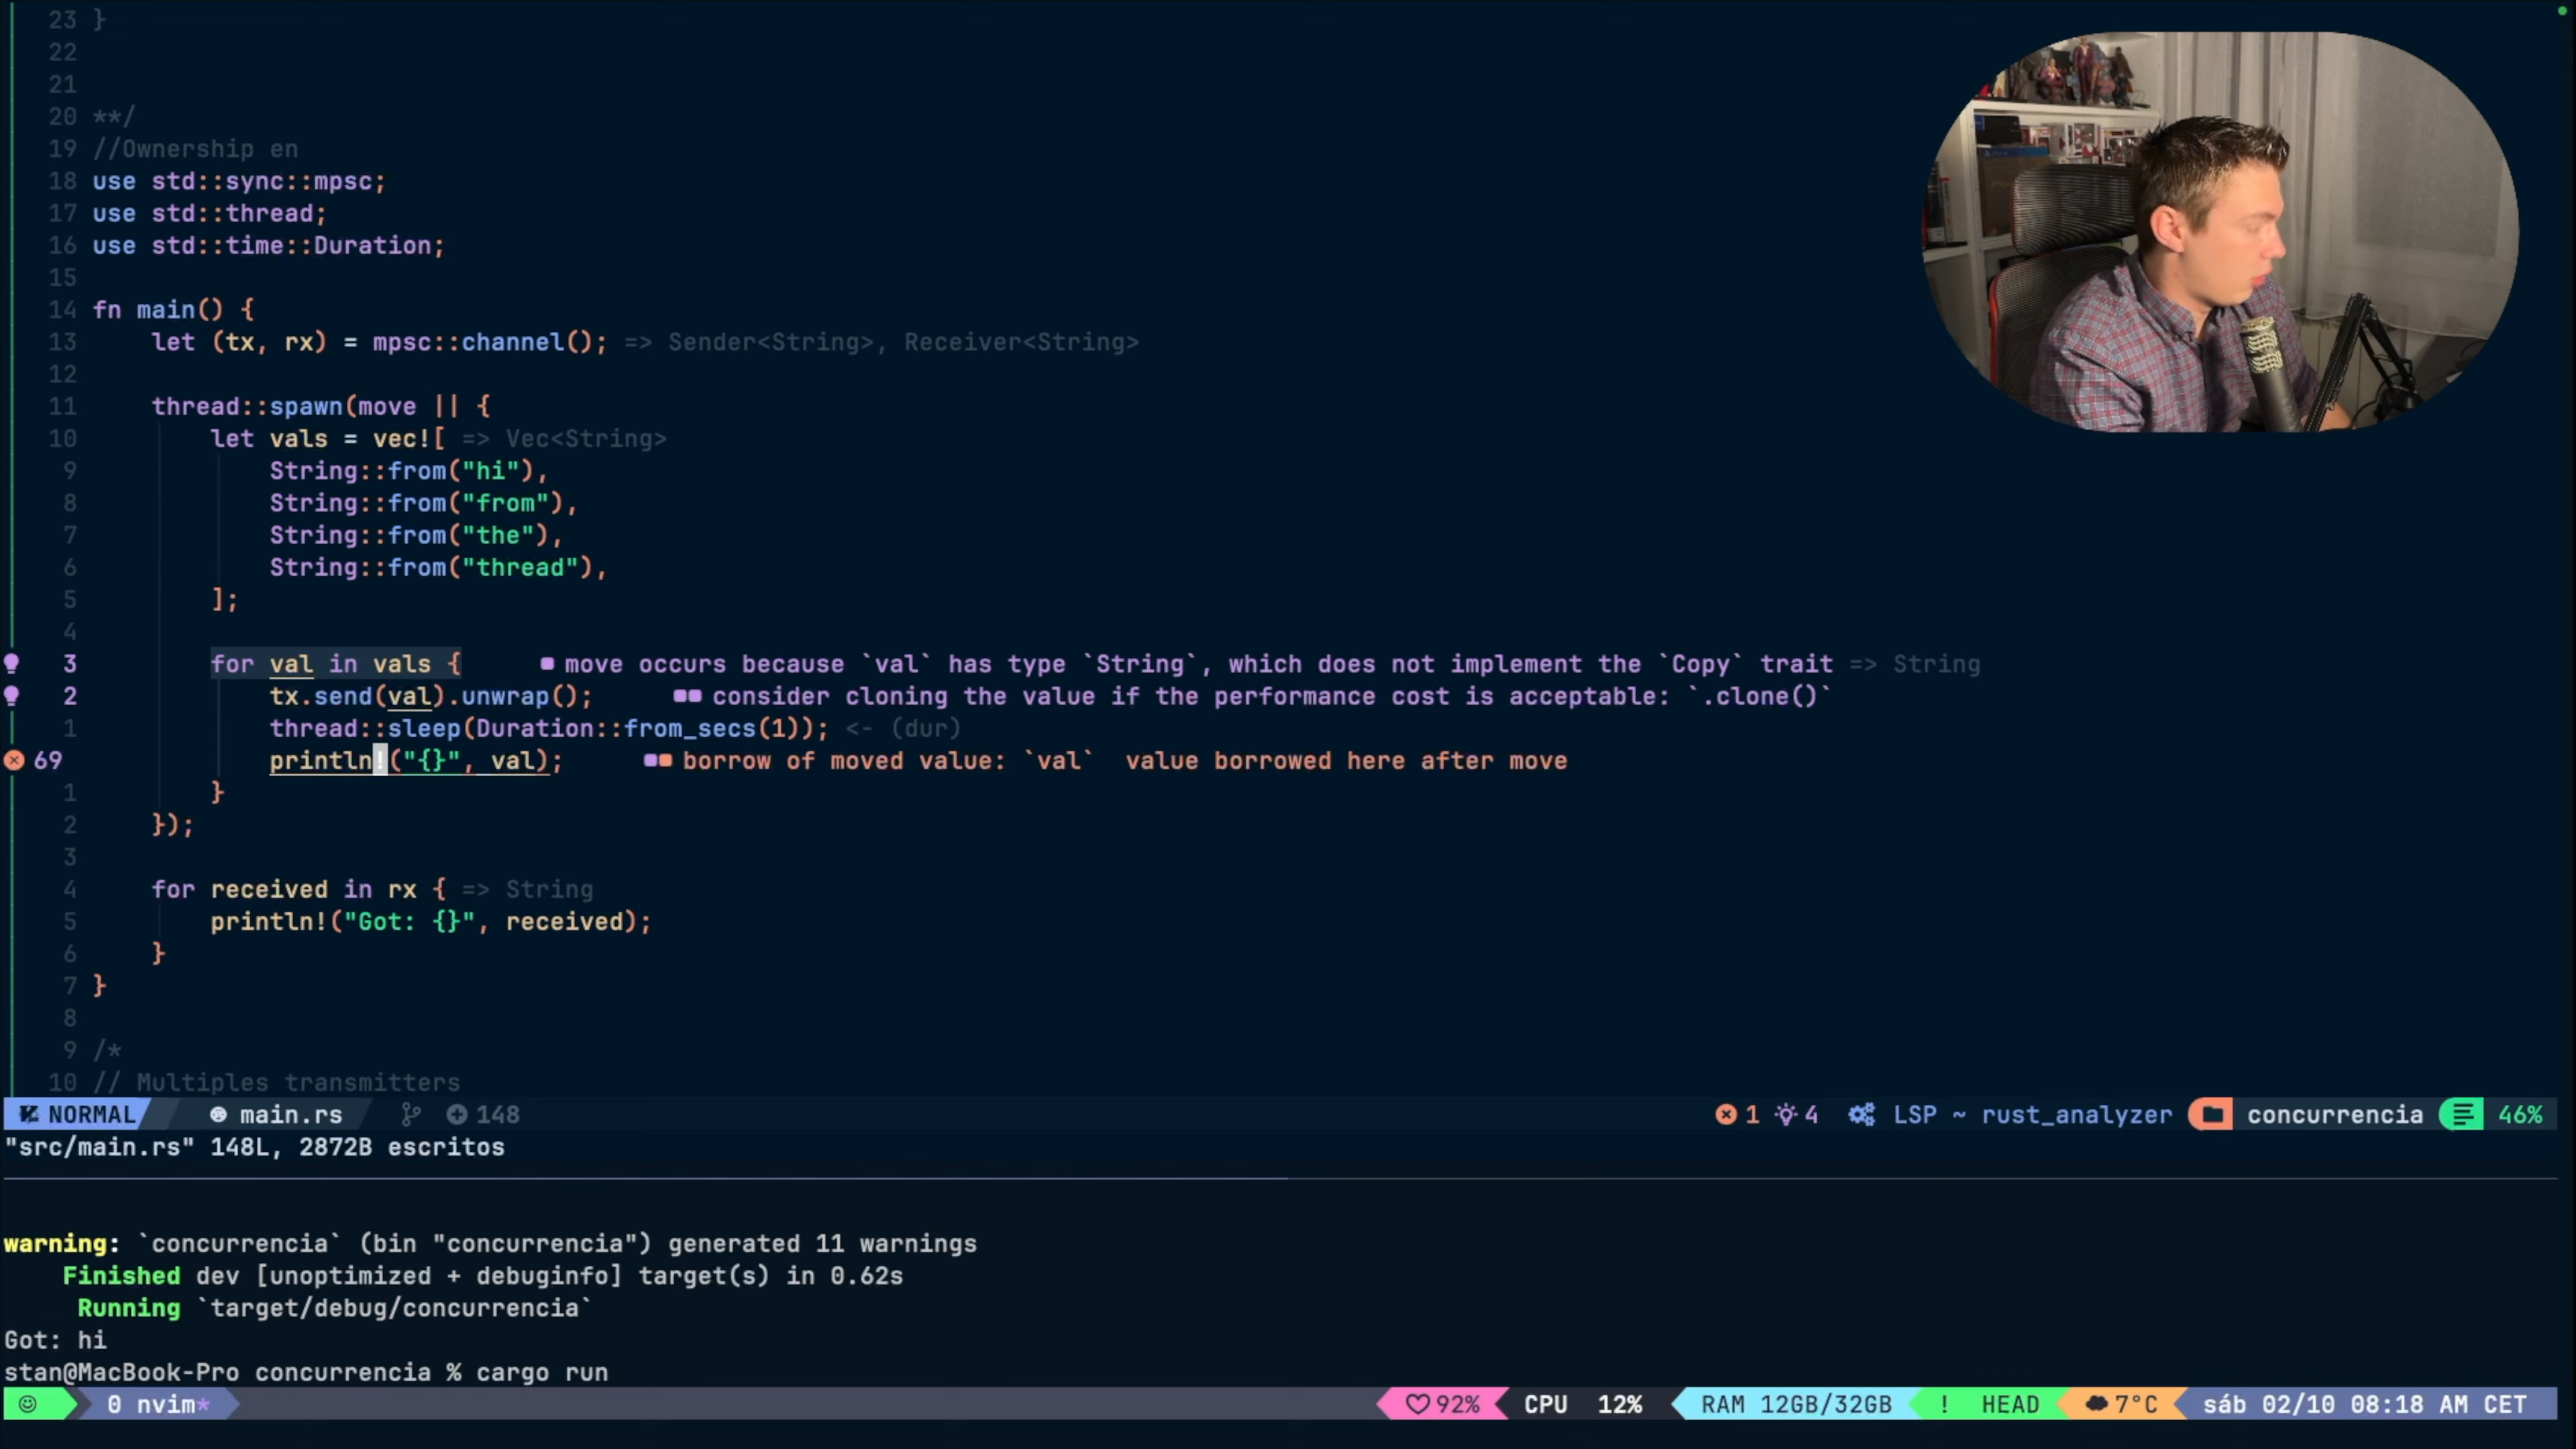 23 }
22
21
20 **/
19 //Ownership en
18 use std::sync::mpsc;
17 use std::thread;
16 use std::time::Duration;
15
14 fn main() {
13 let (tx, rx) = mpsc::channel(); => Sender<String>, Receiver<String>
12
11 thread::spawn(move || {
10 let vals = vec![ => Vec<String>
9 String::from("hi"),
8 String::from("from"),
7 String::from("the"),
6 String::from("thread"),
5 ];
4
3 for val in vals { move occurs because `val` has type `String`, which does not implement the `Copy` trait => String
2 tx.send(val).unwrap(); consider cloning the value if the performance cost is acceptable: `.clone()`
1 thread::sleep(Duration::from_secs(1)); <- (dur)
69 println!("{}", val); borrow of moved value: `val` value borrowed here after move
1 }
2 });
3
4 for received in rx { => String
5 println!("Got: {}", received);
6 }
7 }
8
9 /*
10 // Multiples transmitters
NORMAL main.rs 148 1 4 LSP ~ rust_analyzer concurrencia 46%
"src/main.rs" 148L, 2872B escritos
warning: `concurrencia` (bin "concurrencia") generated 11 warnings
Finished dev [unoptimized + debuginfo] target(s) in 0.62s
Running `target/debug/concurrencia`
Got: hi
stan@MacBook-Pro concurrencia % cargo run
0 nvim* 92% CPU 12% RAM 12GB/32GB ! HEAD 7°C sáb 02/10 08:18 AM CET